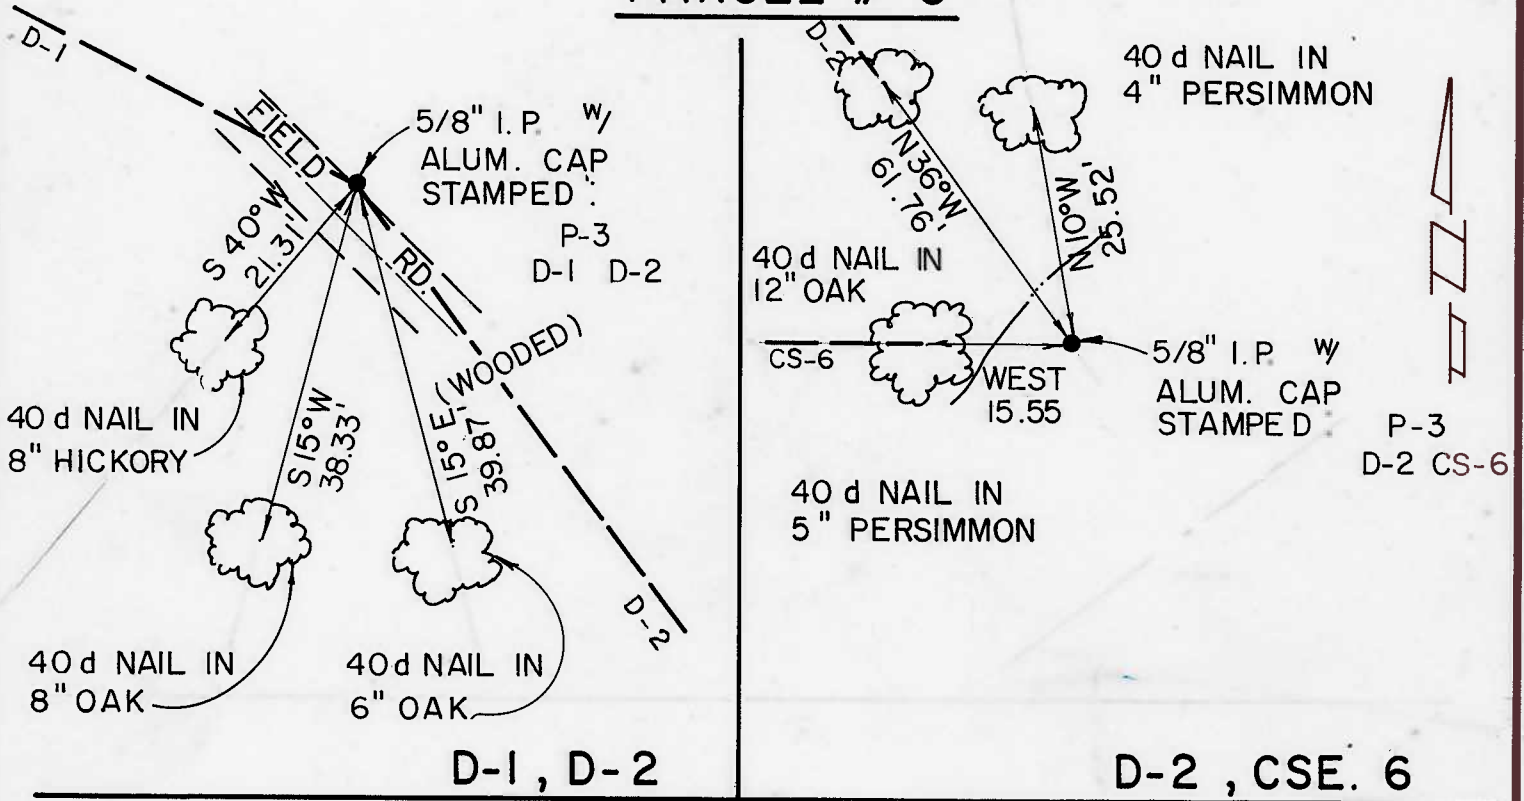 D-1
FIELD
RD.
5/8" I.P. W/
ALUM. CAP
STAMPED :
P-3
D-1 D-2
S 40° W
21.31'
S 15° W
38.33'
S 15° E (WOODED)
39.87'
40 d NAIL IN
8" HICKORY
40 d NAIL IN
8" OAK
40 d NAIL IN
6" OAK
D-2
D-1, D-2
D-2
40 d NAIL IN
4" PERSIMMON
N36°W
61.76'
N10°W
25.52'
40 d NAIL IN
12" OAK
CS-6
WEST
15.55
5/8" I.P. W/
ALUM. CAP
STAMPED :
P-3
D-2 CS-6
40 d NAIL IN
5" PERSIMMON
N
D-2 , CSE. 6